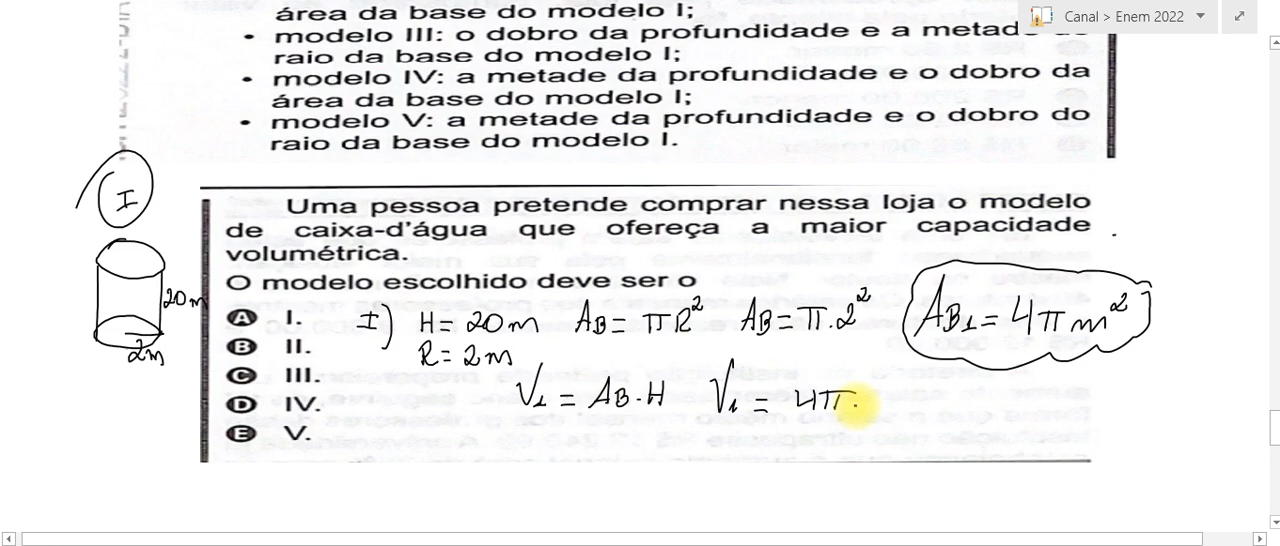 área da base do modelo I;
Canal > Enem 2022
• modelo III: o dobro da profundidade e a metad
raio da base do modelo I;
• modelo IV: a metade da profundidade e o dobro da
área da base do modelo I;
• modelo V: a metade da profundidade e o dobro do
raio da base do modelo I.
I
Uma pessoa pretende comprar nessa loja o modelo
de caixa-d'água que ofereça a maior capacidade
volumétrica.
O modelo escolhido deve ser o
20m
2m
A I.
B II.
C III.
D IV.
E V.
I) H = 20m AB = πR² AB = π.2² AB1 = 4π m²
R = 2m
V1 = AB.H V1 = 4π.